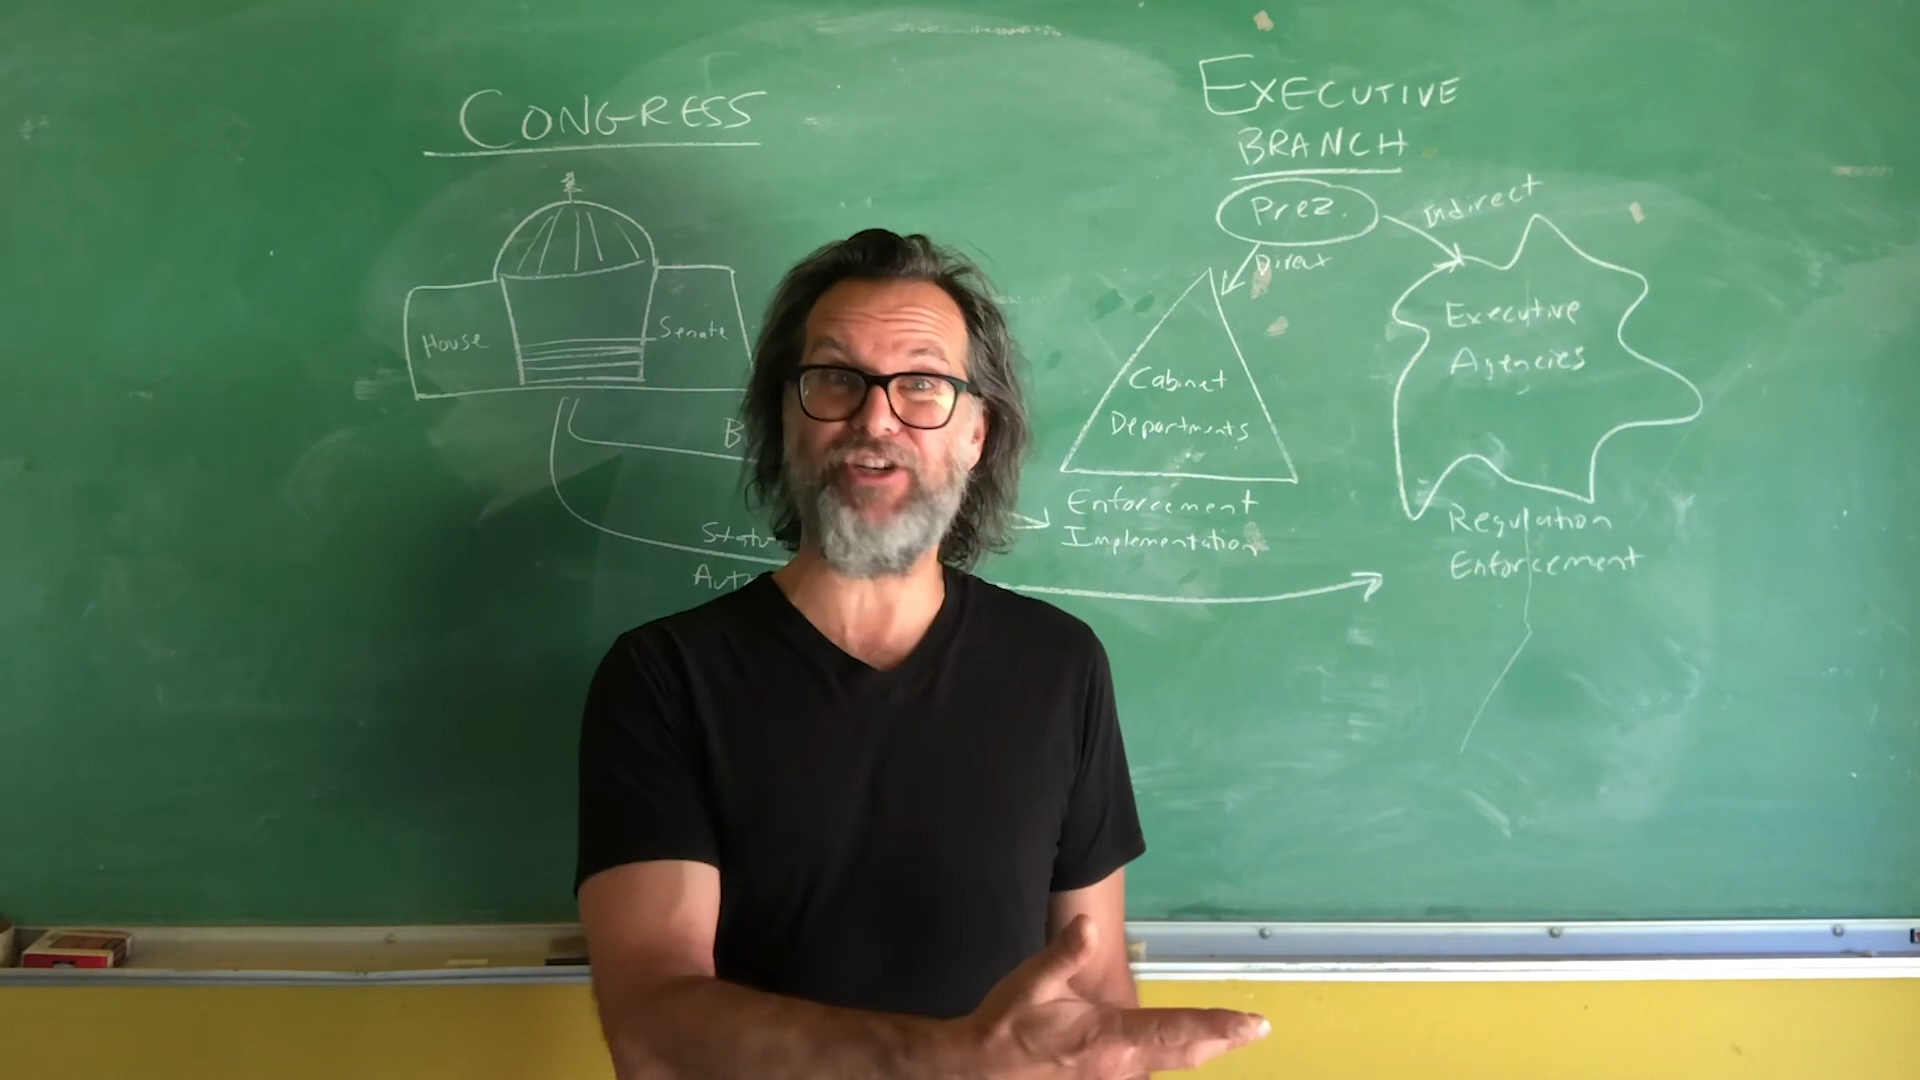 CONGRESS
EXECUTIVE
BRANCH
Prez.
Indirect
Direct
House
Senate
Executive
Agencies
Cabinet
Departments
Enforcement
Implementation
Regulation
Enforcement